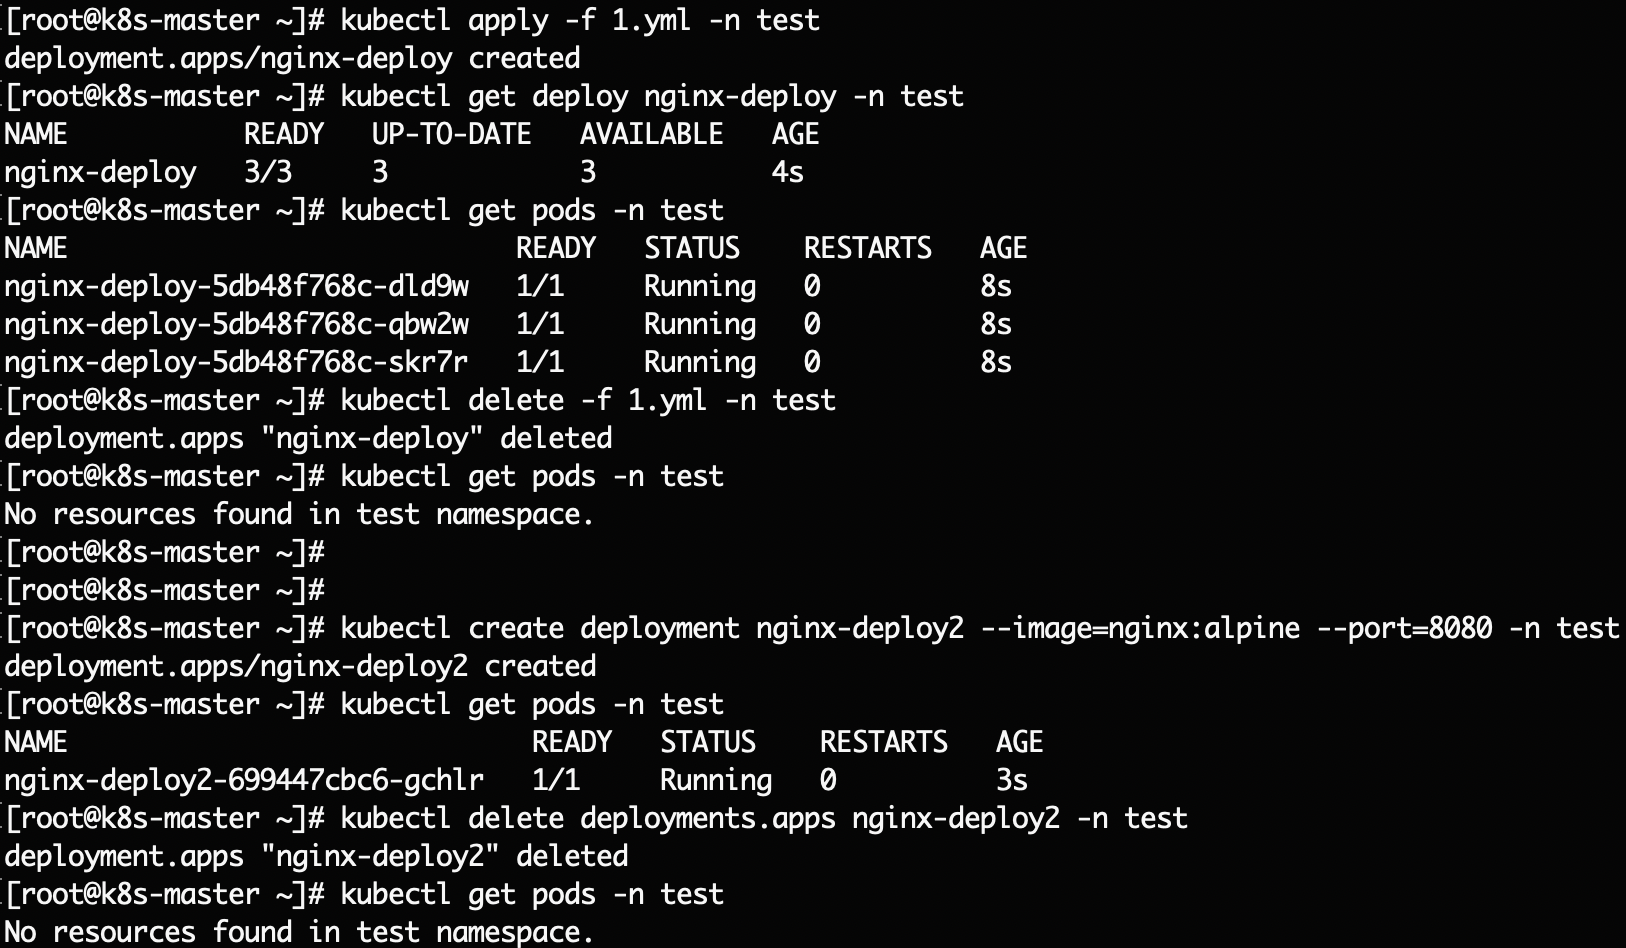 [root@k8s-master ~]# kubectl apply -f 1.yml -n test
deployment.apps/nginx-deploy created
[root@k8s-master ~]# kubectl get deploy nginx-deploy -n test
NAME           READY   UP-TO-DATE   AVAILABLE   AGE
nginx-deploy   3/3     3            3           4s
[root@k8s-master ~]# kubectl get pods -n test
NAME                            READY   STATUS    RESTARTS   AGE
nginx-deploy-5db48f768c-dld9w   1/1     Running   0          8s
nginx-deploy-5db48f768c-qbw2w   1/1     Running   0          8s
nginx-deploy-5db48f768c-skr7r   1/1     Running   0          8s
[root@k8s-master ~]# kubectl delete -f 1.yml -n test
deployment.apps "nginx-deploy" deleted
[root@k8s-master ~]# kubectl get pods -n test
No resources found in test namespace.
[root@k8s-master ~]#
[root@k8s-master ~]#
[root@k8s-master ~]# kubectl create deployment nginx-deploy2 --image=nginx:alpine --port=8080 -n test
deployment.apps/nginx-deploy2 created
[root@k8s-master ~]# kubectl get pods -n test
NAME                             READY   STATUS    RESTARTS   AGE
nginx-deploy2-699447cbc6-gchlr   1/1     Running   0          3s
[root@k8s-master ~]# kubectl delete deployments.apps nginx-deploy2 -n test
deployment.apps "nginx-deploy2" deleted
[root@k8s-master ~]# kubectl get pods -n test
No resources found in test namespace.